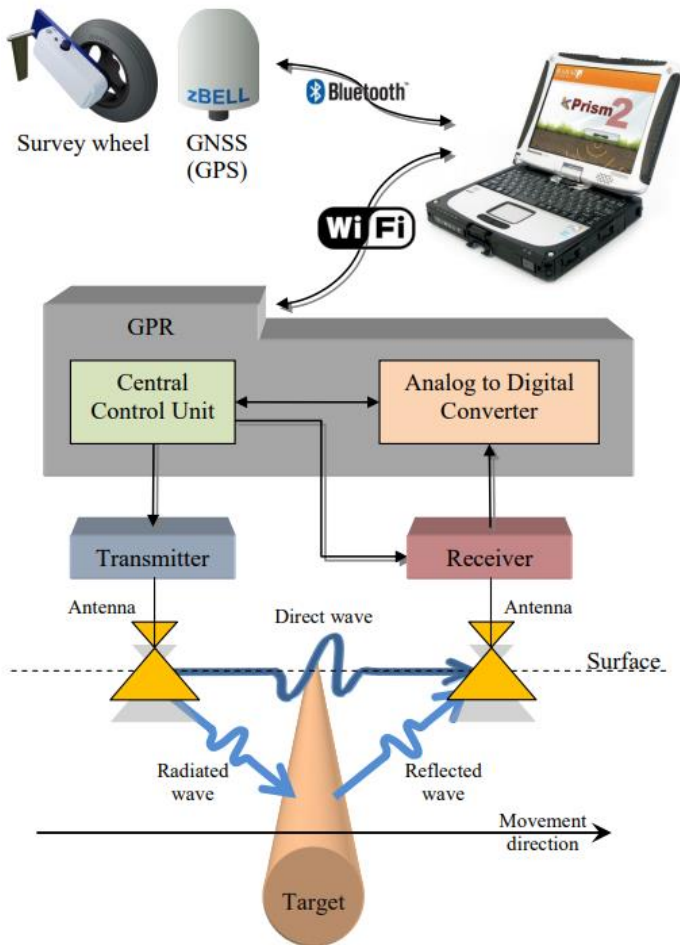 zBELL
Bluetooth™
Prism2
Survey wheel
GNSS
(GPS)
Wi Fi
GPR
Central
Control Unit
Analog to Digital
Converter
Transmitter
Receiver
Antenna
Direct wave
Antenna
Surface
Radiated
wave
Reflected
wave
Movement
direction
Target